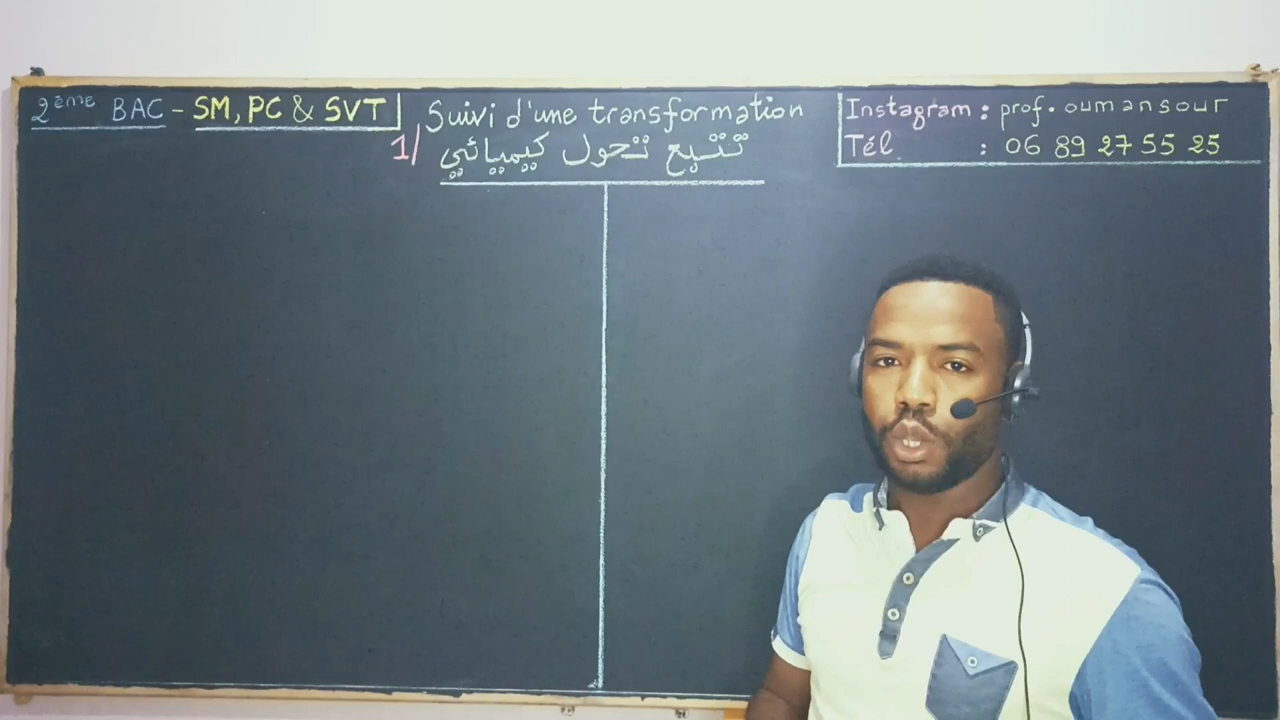 2ème BAC - SM, PC & SVT
Suivi d'une transformation
1/ تتبع تحول كيميائي
Instagram : prof.oumansour
Tél. : 06 89 27 55 25